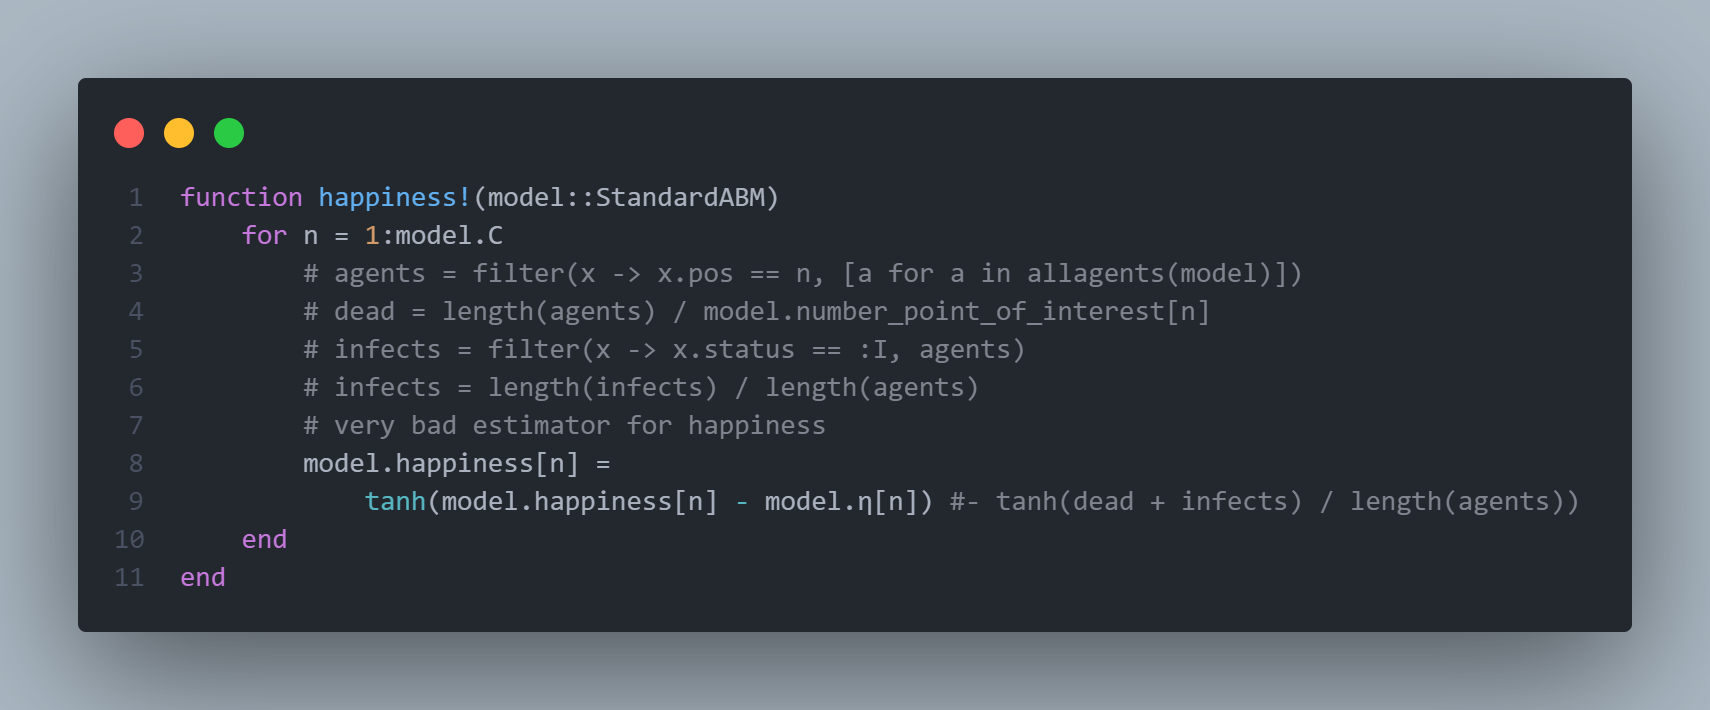 1 function happiness!(model::StandardABM)
2     for n = 1:model.C
3         # agents = filter(x -> x.pos == n, [a for a in allagents(model)])
4         # dead = length(agents) / model.number_point_of_interest[n]
5         # infects = filter(x -> x.status == :I, agents)
6         # infects = length(infects) / length(agents)
7         # very bad estimator for happiness
8         model.happiness[n] =
9             tanh(model.happiness[n] - model.η[n]) #- tanh(dead + infects) / length(agents))
10     end
11 end